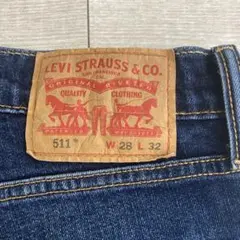 LEVI STRAUSS & CO.
ORIGINAL RIVETED
QUALITY CLOTHING
511™ W 28 L 32